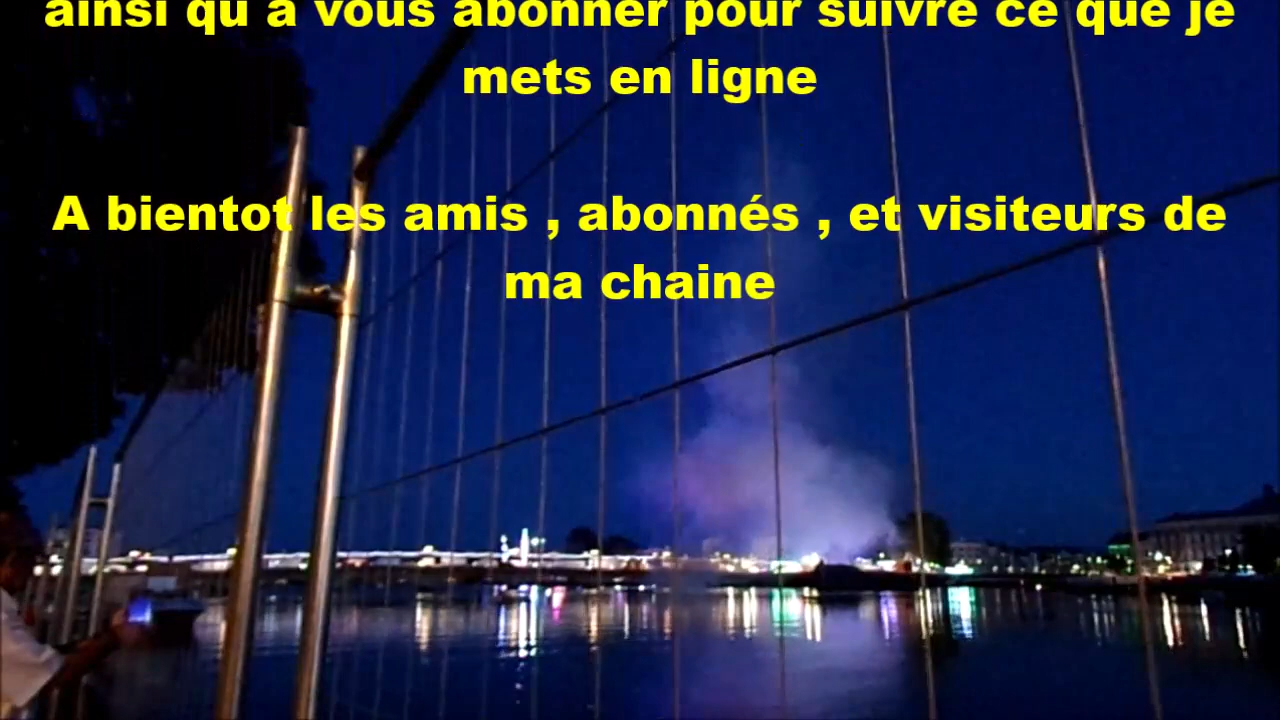 ainsi qu'à vous abonner pour suivre ce que je
mets en ligne
A bientot les amis , abonnés , et visiteurs de
ma chaine